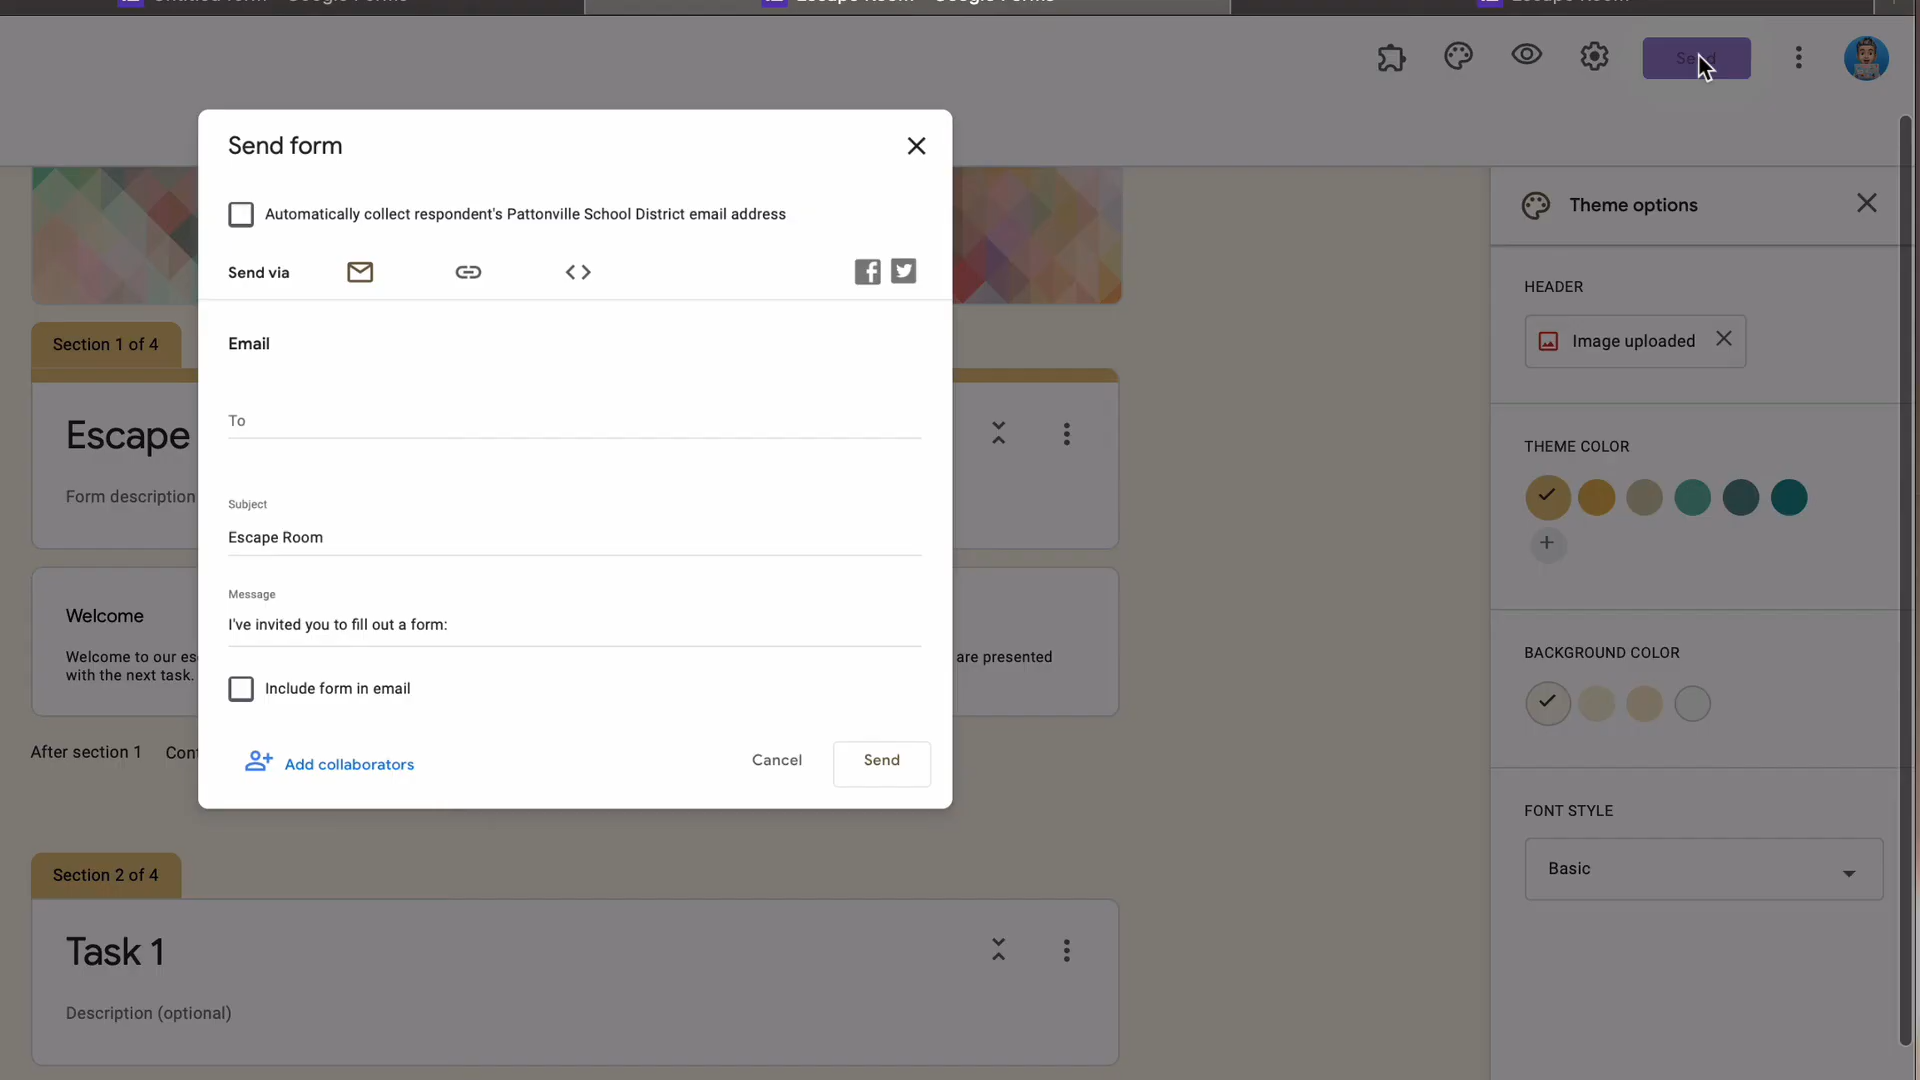 Send
Send form
Automatically collect respondent's Pattonville School District email address
Send via
Email
To
Subject
Escape Room
Message
I've invited you to fill out a form:
Include form in email
Add collaborators
Cancel
Send
Section 1 of 4
Escape
Form description
Welcome
Welcome to our es
are presented
with the next task.
After section 1
Section 2 of 4
Task 1
Description (optional)
Theme options
HEADER
Image uploaded
THEME COLOR
BACKGROUND COLOR
FONT STYLE
Basic